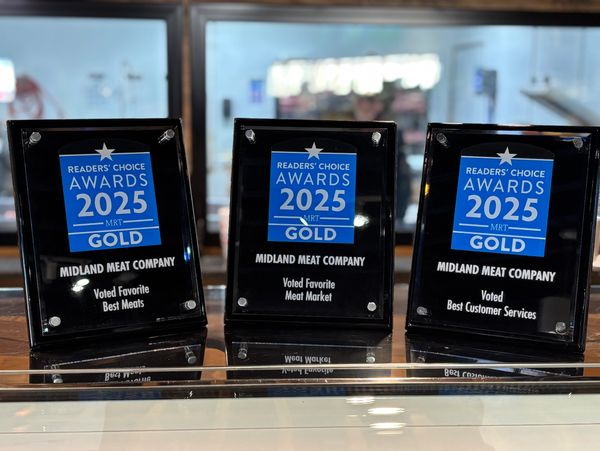 READERS' CHOICE
AWARDS
2025
MRT
GOLD
MIDLAND MEAT COMPANY
Voted Favorite
Best Meats
READERS' CHOICE
AWARDS
2025
MRT
GOLD
MIDLAND MEAT COMPANY
Voted Favorite
Meat Market
READERS' CHOICE
AWARDS
2025
MRT
GOLD
MIDLAND MEAT COMPANY
Voted
Best Customer Services